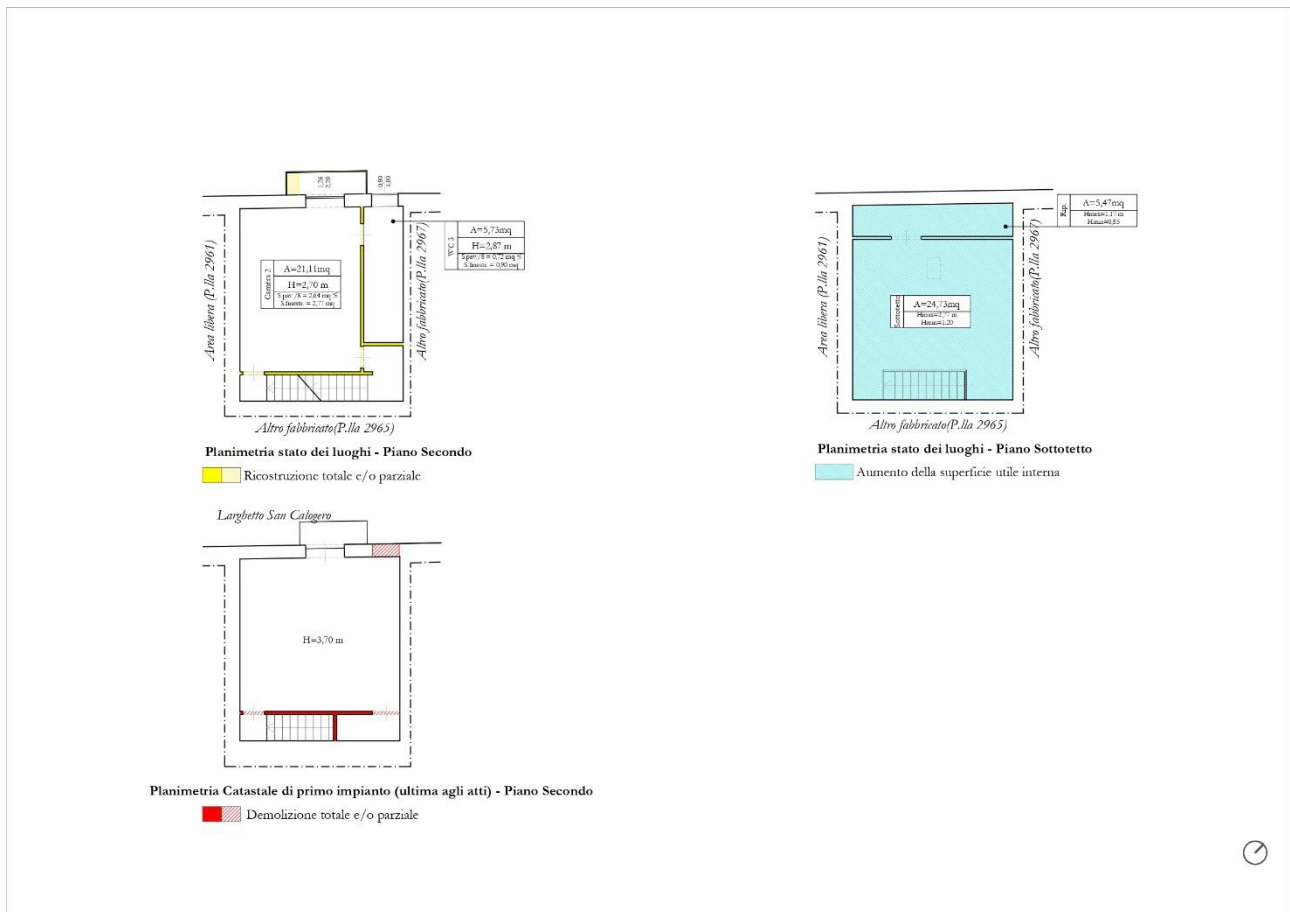 1,26
2,20
0,90
1,00
WC 3
A=5,73mq
H=2,87 m
S.pav./8 = 0,72 mq ≤
S.finestr. = 0,90 mq
Camera 2
A=21,11mq
H=2,70 m
S.pav./8 = 2,64 mq ≤
S.finestr. = 2,77 mq
Area libera (P.lla 2961)
Altro fabbricato(P.lla 2967)
Altro fabbricato(P.lla 2965)
Planimetria stato dei luoghi - Piano Secondo
Ricostruzione totale e/o parziale
Rip.
A=5,47mq
Hmax=1,17 m
Hmin=0,85
Sottotetto
A=24,73mq
Hmax=2,77 m
Hmin=1,20
Area libera (P.lla 2961)
Altro fabbricato(P.lla 2967)
Altro fabbricato(P.lla 2965)
Planimetria stato dei luoghi - Piano Sottotetto
Aumento della superficie utile interna
Larghetto San Calogero
H=3,70 m
Planimetria Catastale di primo impianto (ultima agli atti) - Piano Secondo
Demolizione totale e/o parziale